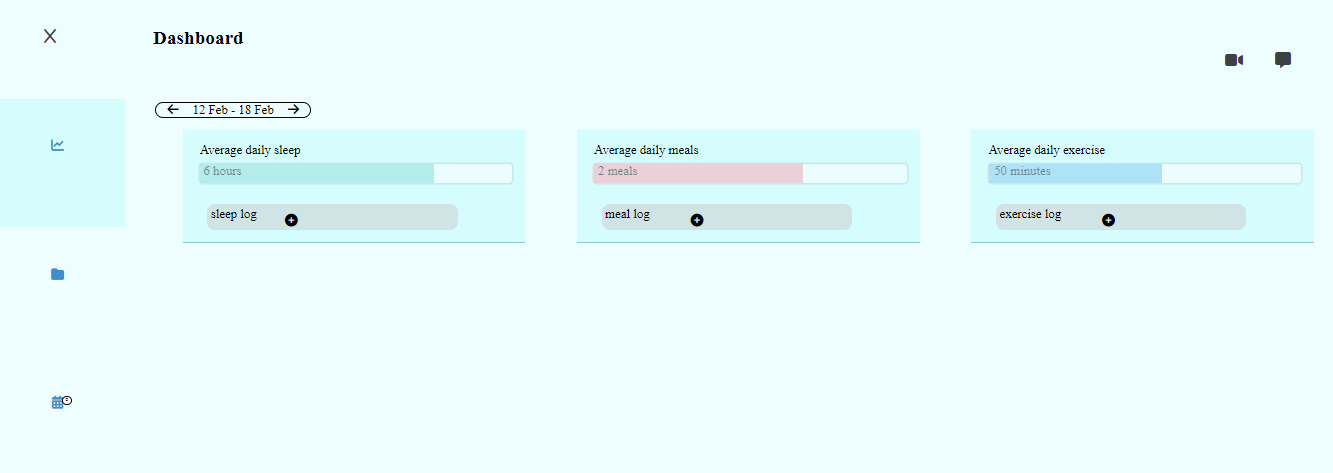 Dashboard
12 Feb - 18 Feb
Average daily sleep
6 hours
sleep log
Average daily meals
2 meals
meal log
Average daily exercise
50 minutes
exercise log